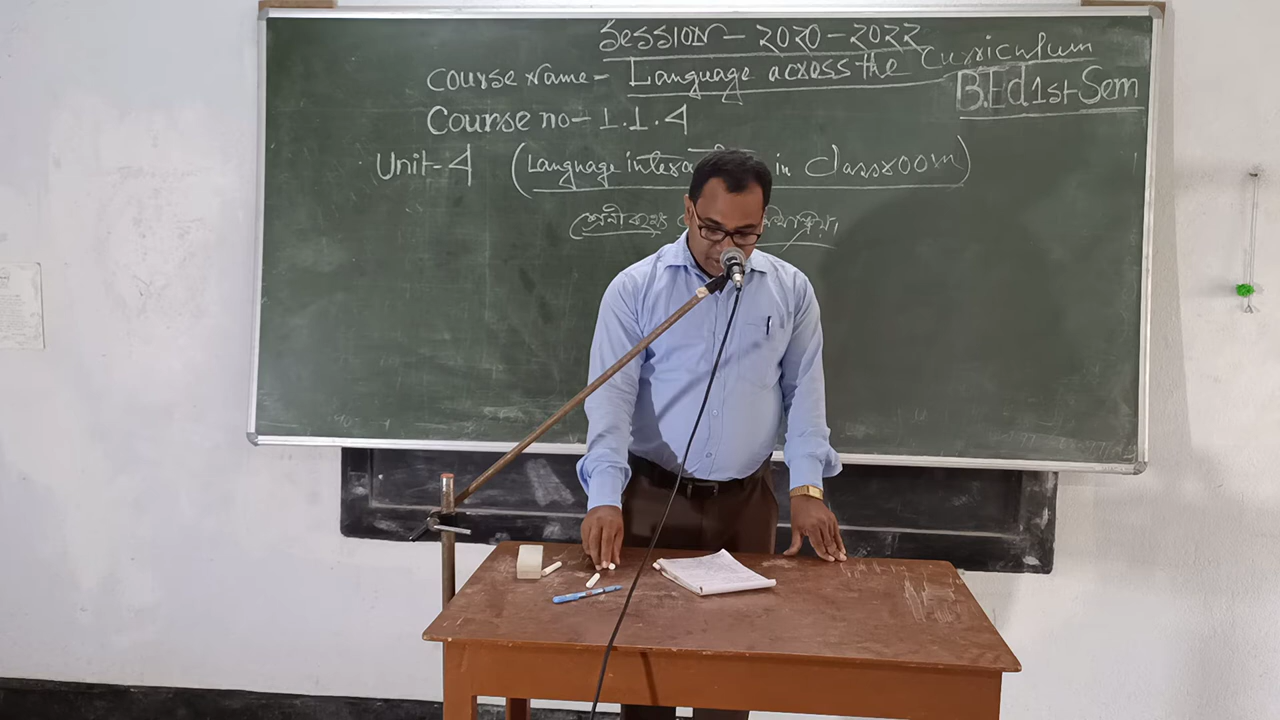 Session - 2020 - 2022
Course Name - Language across the Curriculum
B.Ed 1st Sem
Course no - 1.1.4
Unit - 4 (Language in Classroom)